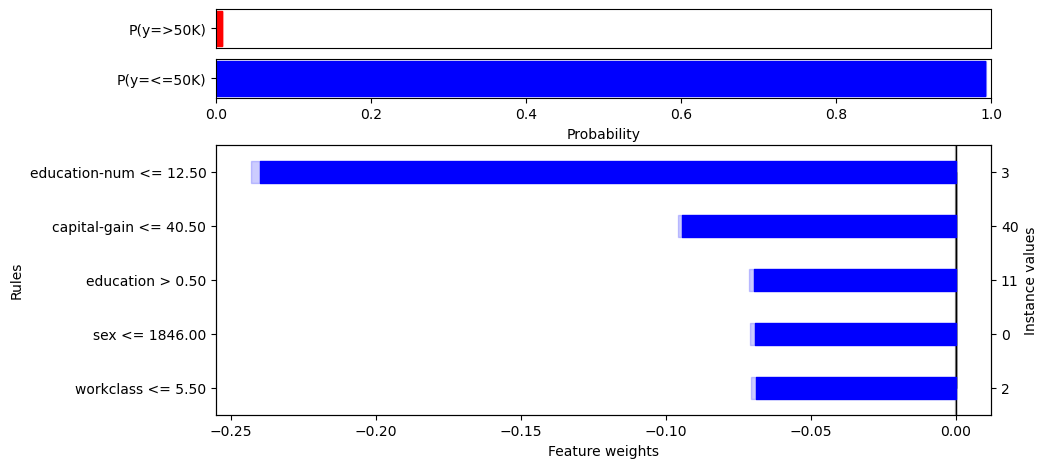 P(y=>50K)
P(y=<=50K)
0.0 0.2 0.4 0.6 0.8 1.0
Probability
education-num <= 12.50 3
capital-gain <= 40.50 40
education > 0.50 11
sex <= 1846.00 0
workclass <= 5.50 2
Rules
Instance values
−0.25 −0.20 −0.15 −0.10 −0.05 0.00
Feature weights